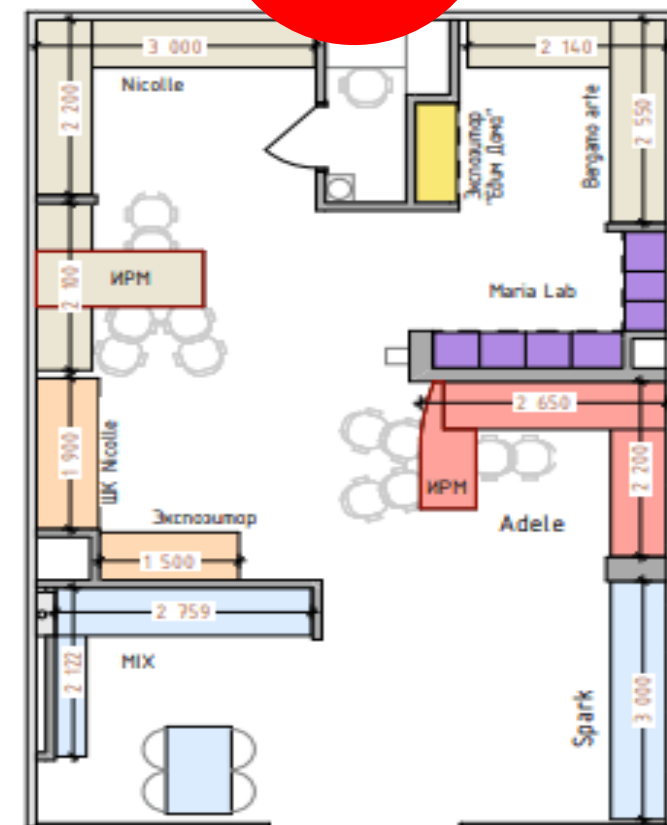 3 000
2 140
Nicolle
2 200
2 550
Bergamo arte
Экспозитор
"Едим Дома"
ИРМ
2 100
Maria Lab
2 650
1 900
ШК Nicolle
2 200
ИРМ
Экспозитор
Adele
1 500
2 759
MIX
2 122
Spark
3 000